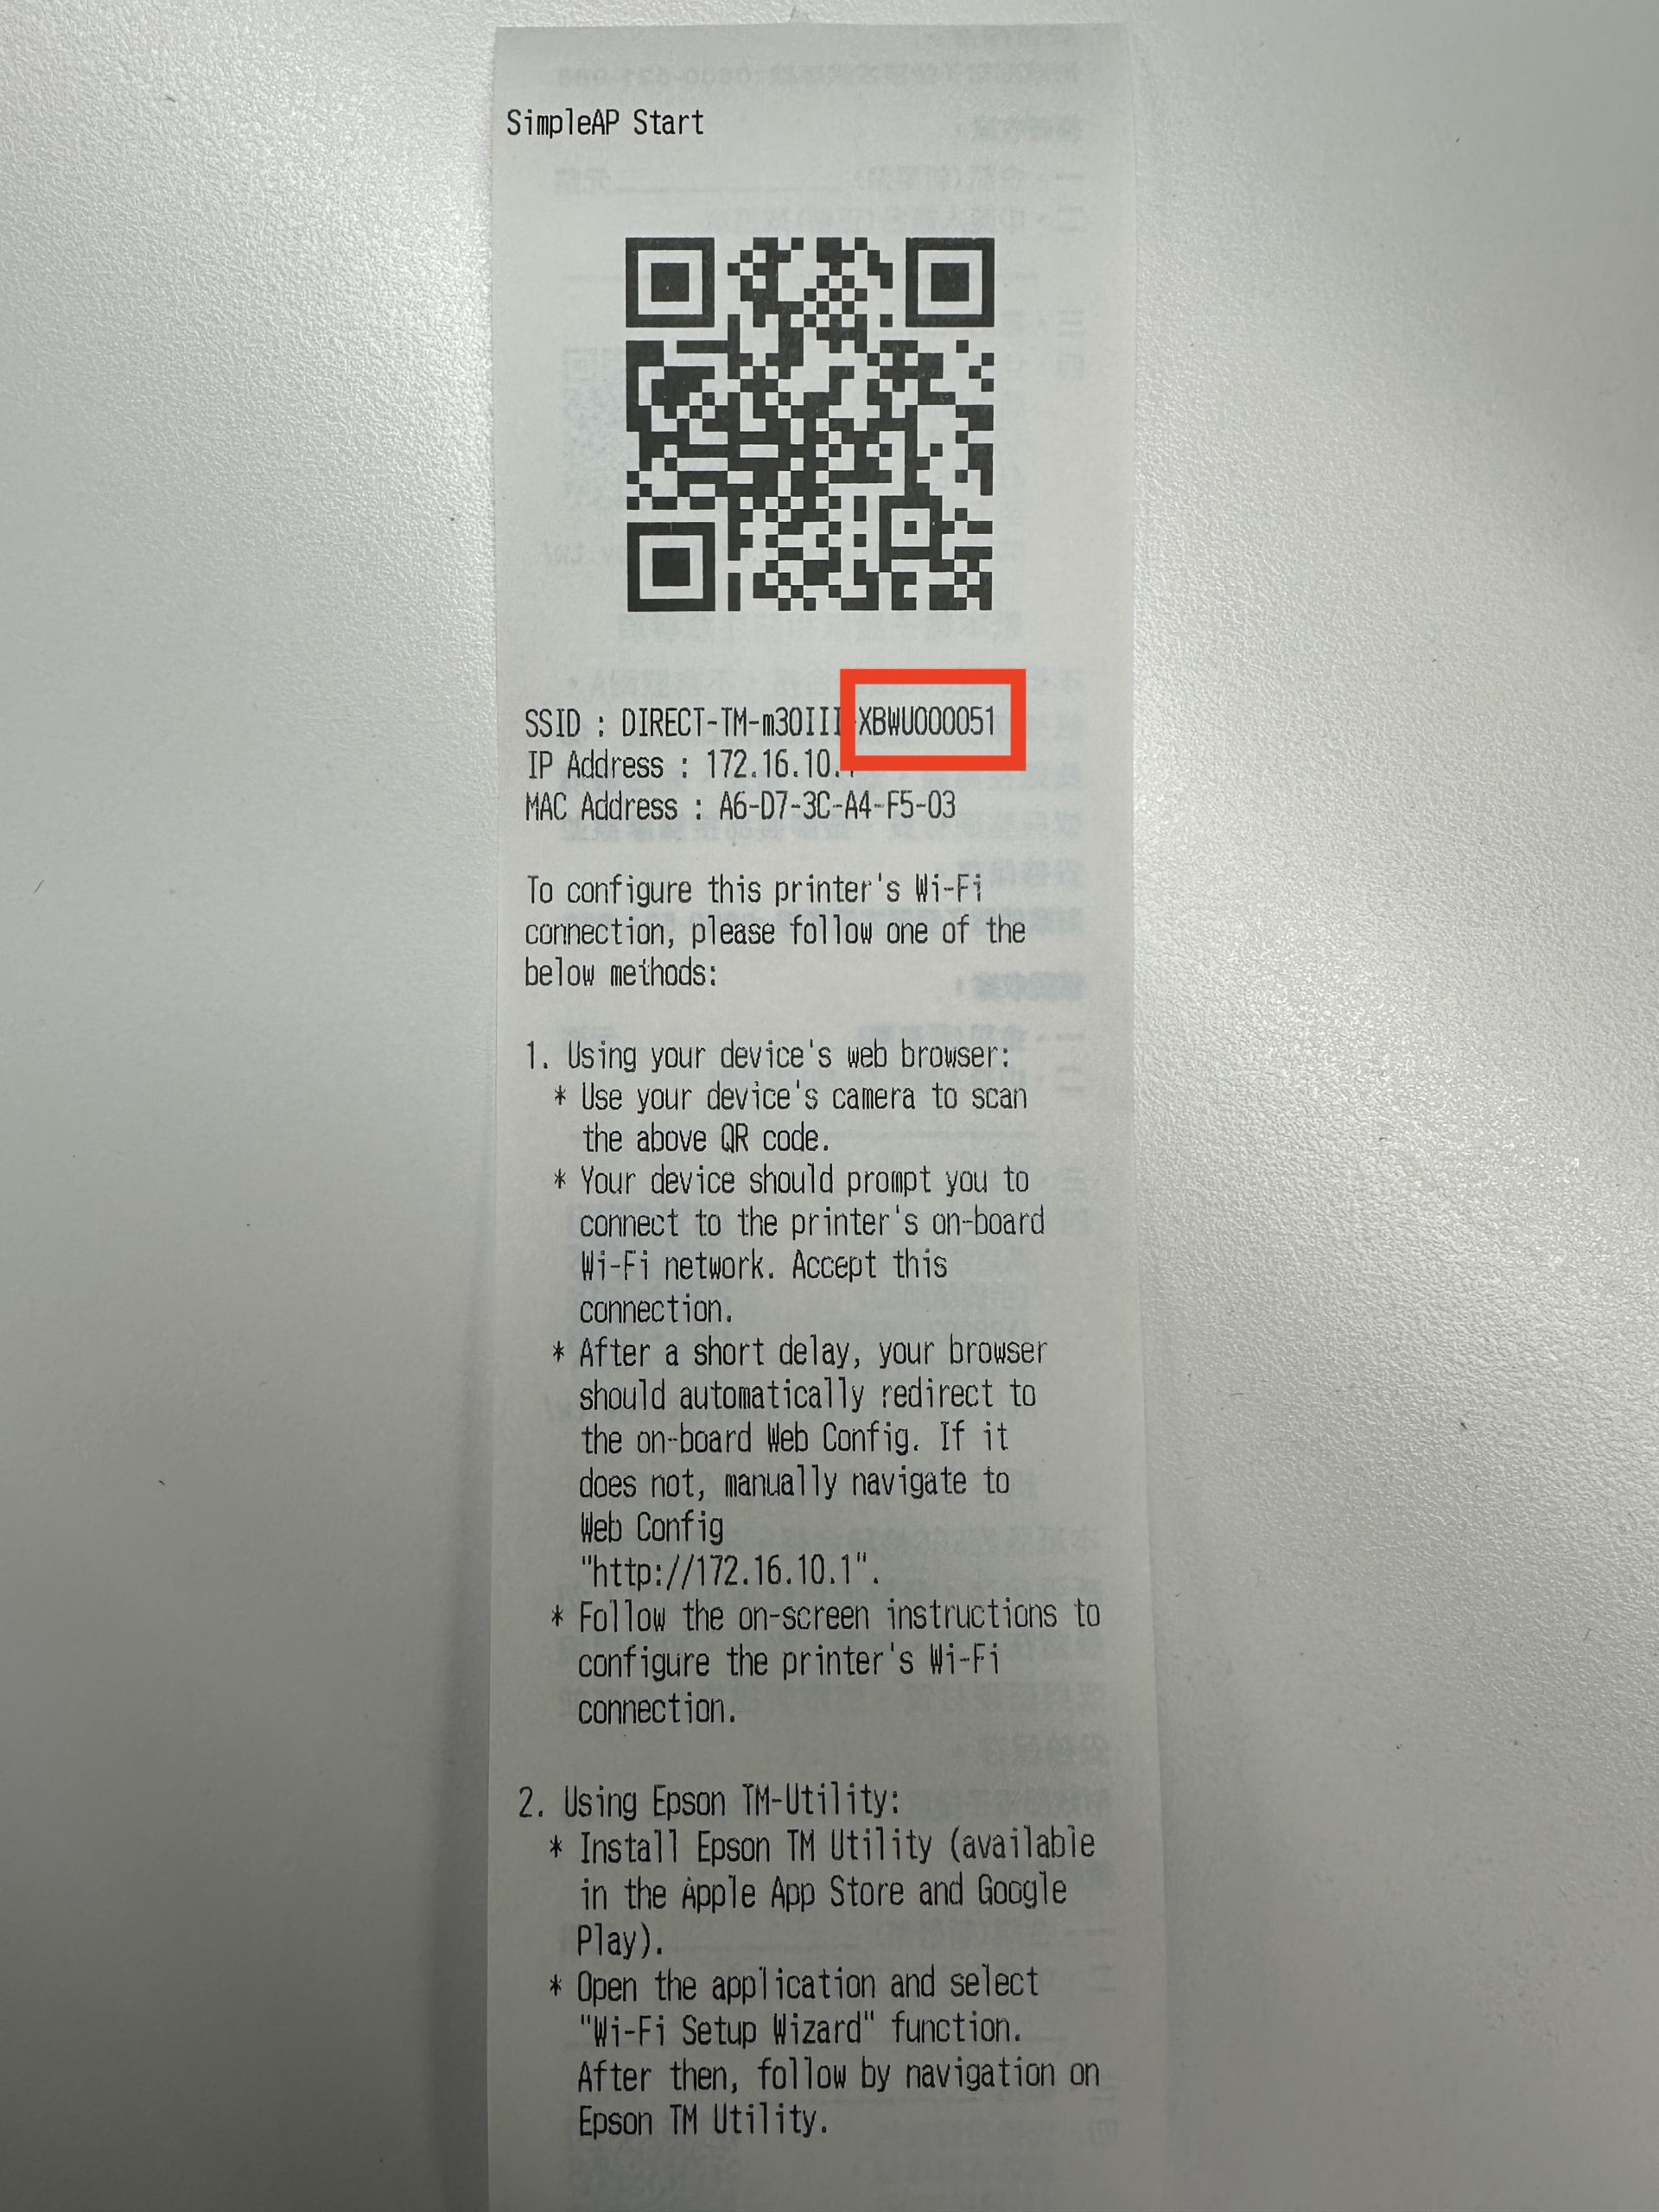 SimpleAP Start
SSID : DIRECT-TM-m30III-XBWU000051
IP Address : 172.16.10.1
MAC Address : A6-D7-3C-A4-F5-03
To configure this printer's Wi-Fi
connection, please follow one of the
below methods:
1. Using your device's web browser:
* Use your device's camera to scan
the above QR code.
* Your device should prompt you to
connect to the printer's on-board
Wi-Fi network. Accept this
connection.
* After a short delay, your browser
should automatically redirect to
the on-board Web Config. If it
does not, manually navigate to
Web Config
"http://172.16.10.1".
* Follow the on-screen instructions to
configure the printer's Wi-Fi
connection.
2. Using Epson TM-Utility:
* Install Epson TM Utility (available
in the Apple App Store and Google
Play).
* Open the application and select
"Wi-Fi Setup Wizard" function.
After then, follow by navigation on
Epson TM Utility.